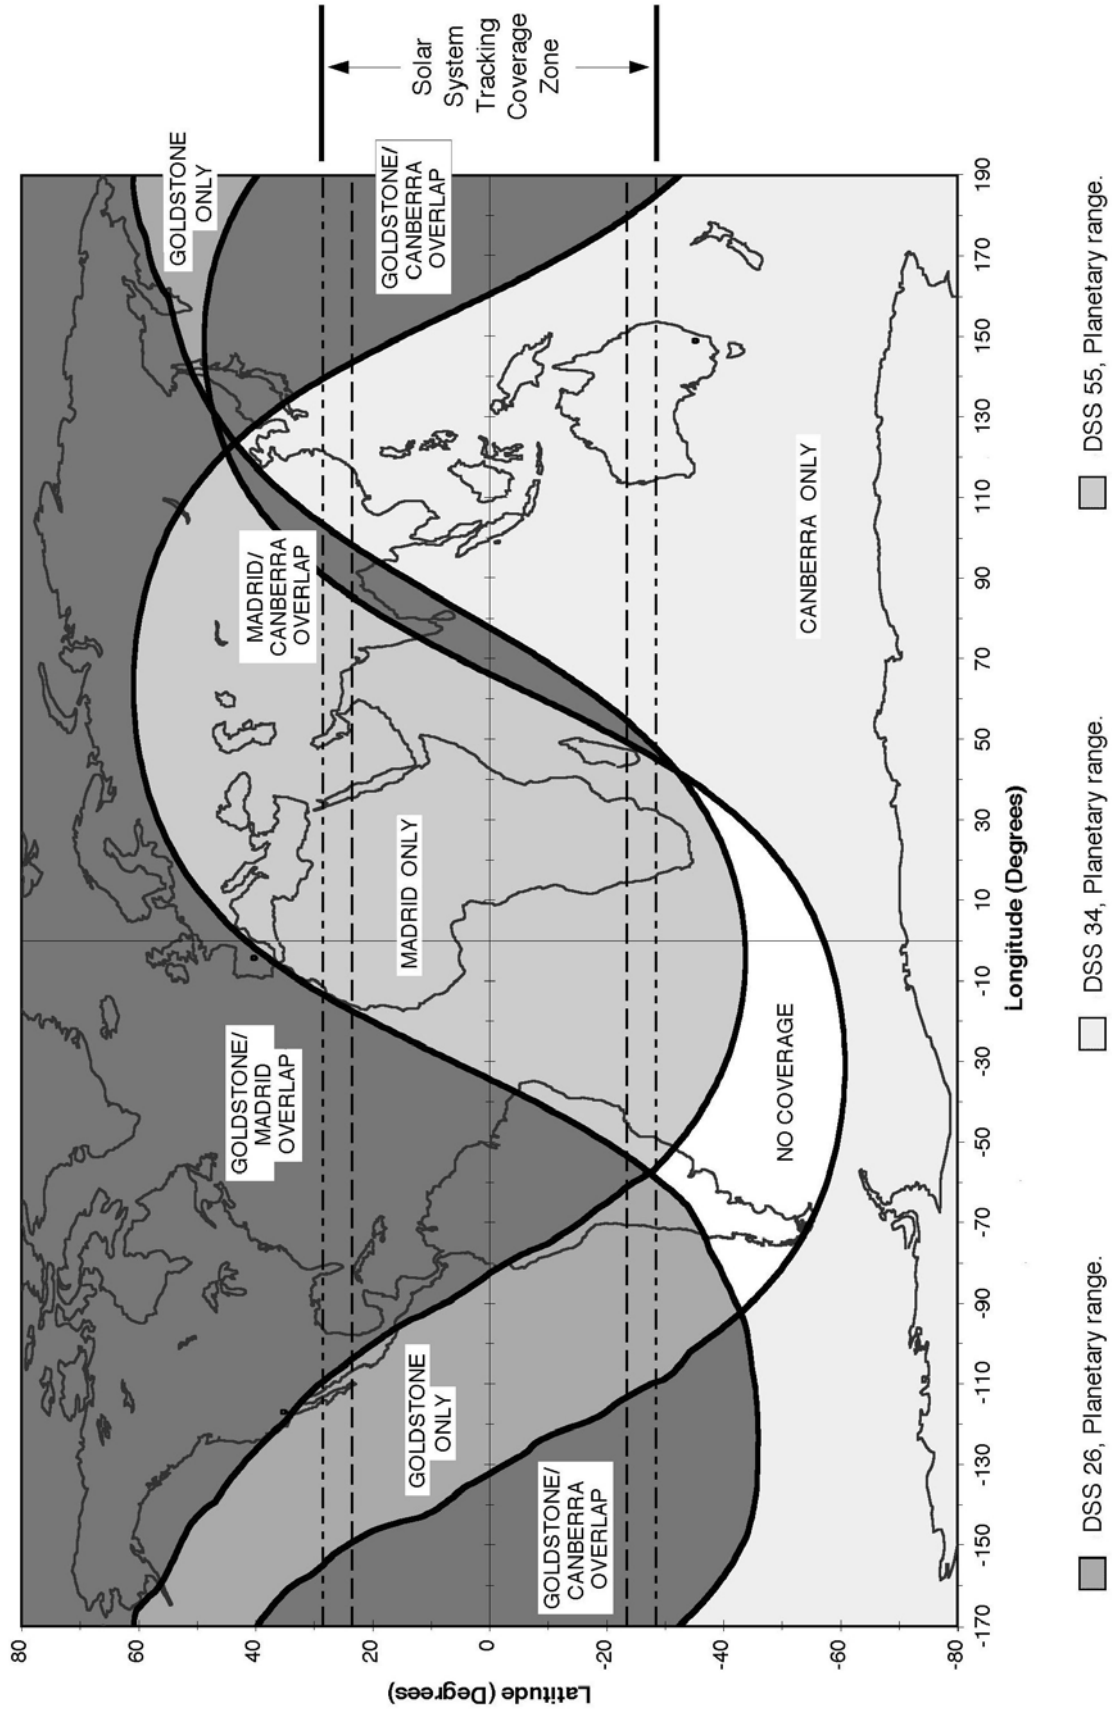 Solar
System
Tracking
Coverage
Zone
GOLDSTONE
ONLY
GOLDSTONE/
CANBERRA
OVERLAP
MADRID/
CANBERRA
OVERLAP
MADRID ONLY
GOLDSTONE/
MADRID
OVERLAP
GOLDSTONE
ONLY
GOLDSTONE/
CANBERRA
OVERLAP
CANBERRA ONLY
NO COVERAGE
80
60
40
20
0
-20
-40
-60
-80
Latitude (Degrees)
-170
-150
-130
-110
-90
-70
-50
-30
-10
10
30
50
70
90
110
130
150
170
190
Longitude (Degrees)
DSS 26, Planetary range.
DSS 34, Planetary range.
DSS 55, Planetary range.